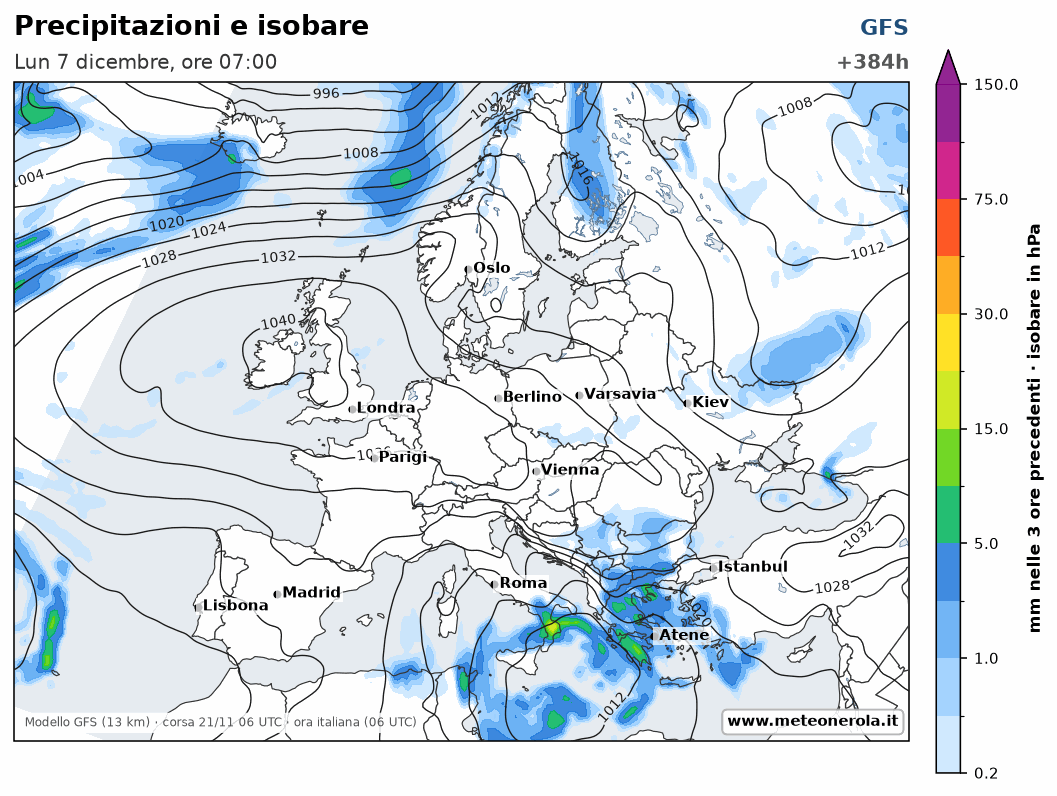 Precipitazioni e isobare
GFS
Lun 7 dicembre, ore 07:00
+384h
996
1012
1008
1008
1004
1016
1020
1024
1028
1032
1012
Oslo
1040
Berlino
Varsavia
Kiev
Londra
Parigi
Vienna
1032
Istanbul
1028
Roma
Madrid
Lisbona
1020
Atene
1012
Modello GFS (13 km) · corsa 21/11 06 UTC · ora italiana (06 UTC)
www.meteonerola.it
150.0
75.0
30.0
15.0
5.0
1.0
0.2
mm nelle 3 ore precedenti · isobare in hPa